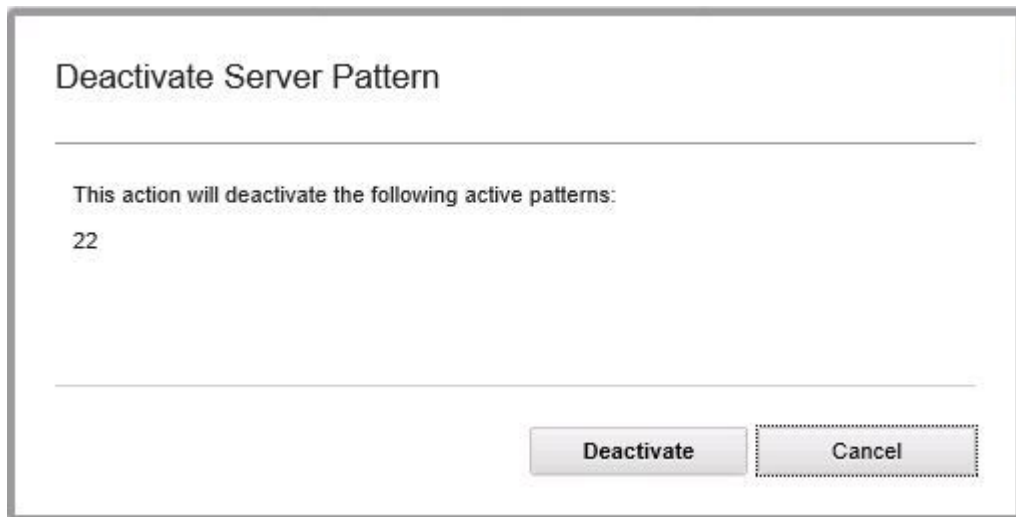 Deactivate Server Pattern
This action will deactivate the following active patterns:
22
Deactivate
Cancel